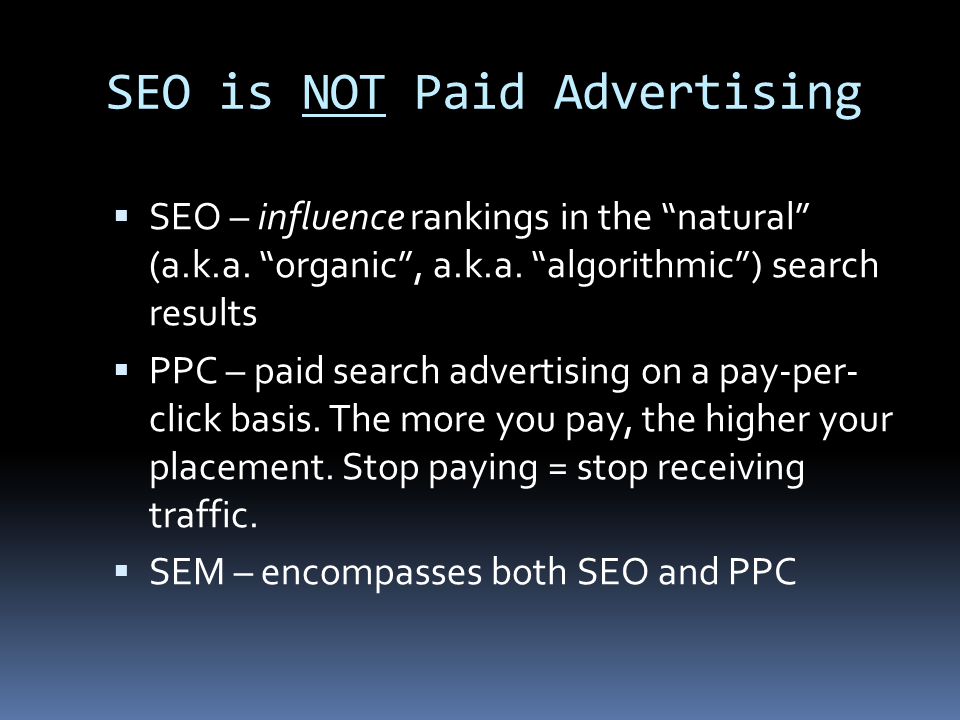 SEO is NOT Paid Advertising
▪ SEO – influence rankings in the “natual”
(a.k.a. “organic”, a.k.a. “algorithmic”) search
results
▪ PPC – paid search advertising on a pay-per-
click basis. The more you pay, the higher your
placement. Stop paying = stop receiving
traffic.
▪ SEM – encompasses both SEO and PPC